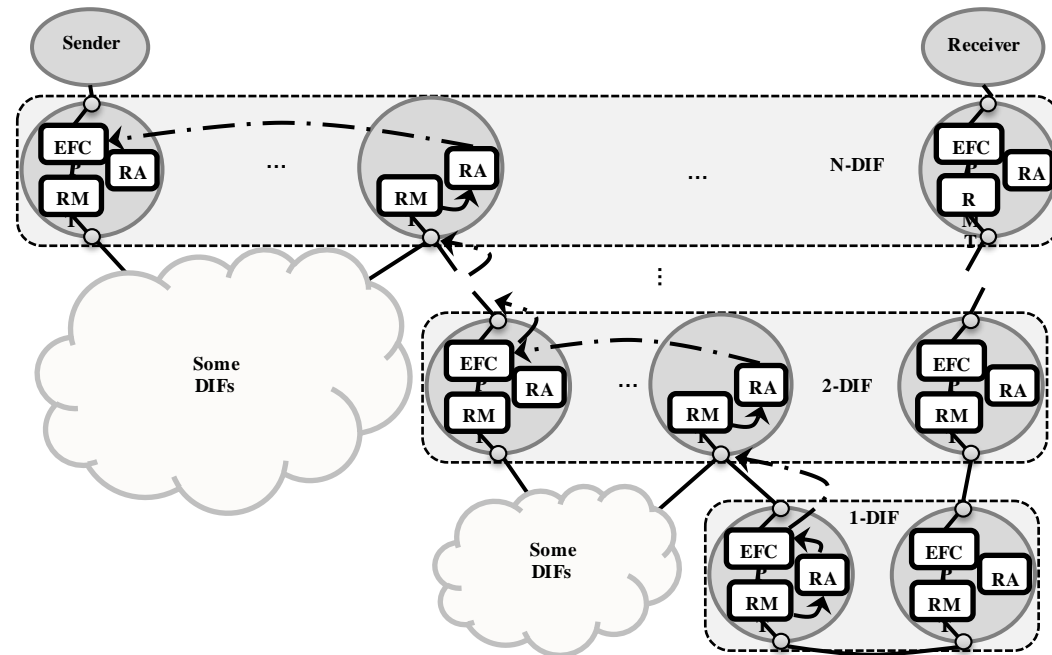 Sender
Receiver
EFC
P
RA
RM
T
...
RA
RM
T
...
N-DIF
EFC
P
RA
R
M
T
...
Some
DIFs
EFC
P
RA
RM
T
...
RA
RM
T
2-DIF
EFC
P
RA
RM
T
Some
DIFs
1-DIF
EFC
P
RA
RM
T
EFC
P
RA
RM
T